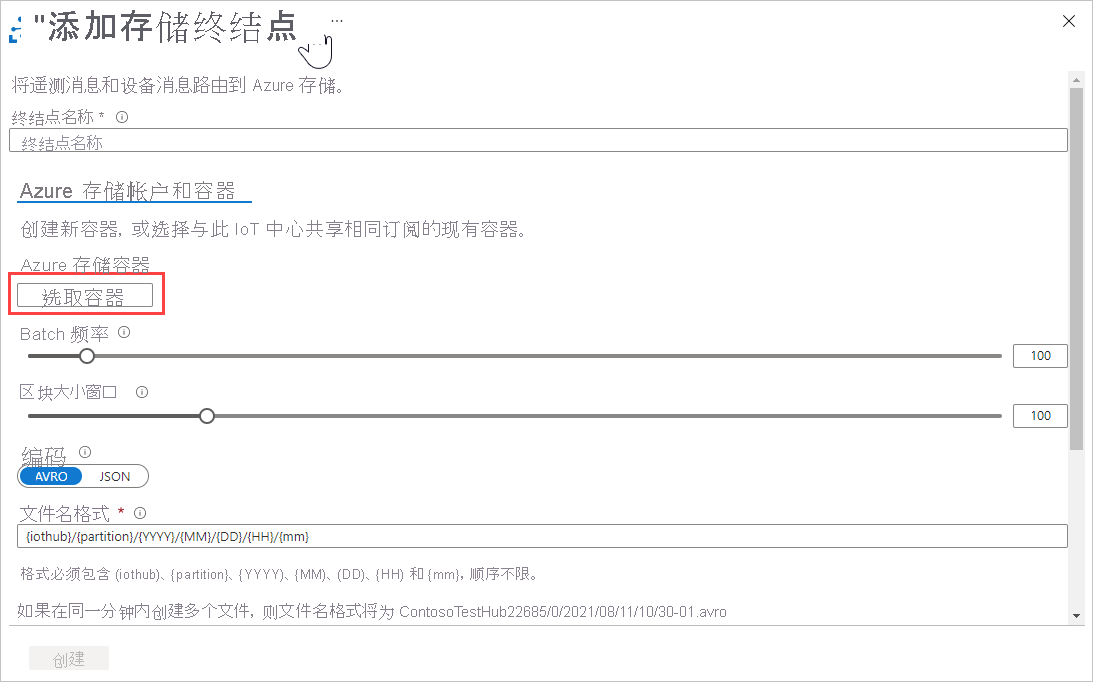 "添加存储终结点 ...
将遥测消息和设备消息路由到 Azure 存储。
终结点名称 *
终结点名称
Azure 存储帐户和容器
创建新容器, 或选择与此 IoT 中心共享相同订阅的现有容器。
Azure 存储容器
选取容器
Batch 频率
100
区块大小窗口
100
编码
AVRO JSON
文件名格式 *
{iothub}/{partition}/{YYYY}/{MM}/{DD}/{HH}/{mm}
格式必须包含 (iothub)、{partition}、{YYYY)、{MM)、(DD)、{HH) 和 {mm}, 顺序不限。
如果在同一分钟内创建多个文件, 则文件名格式将为 ContosoTestHub22685/0/2021/08/11/10/30-01.avro
创建